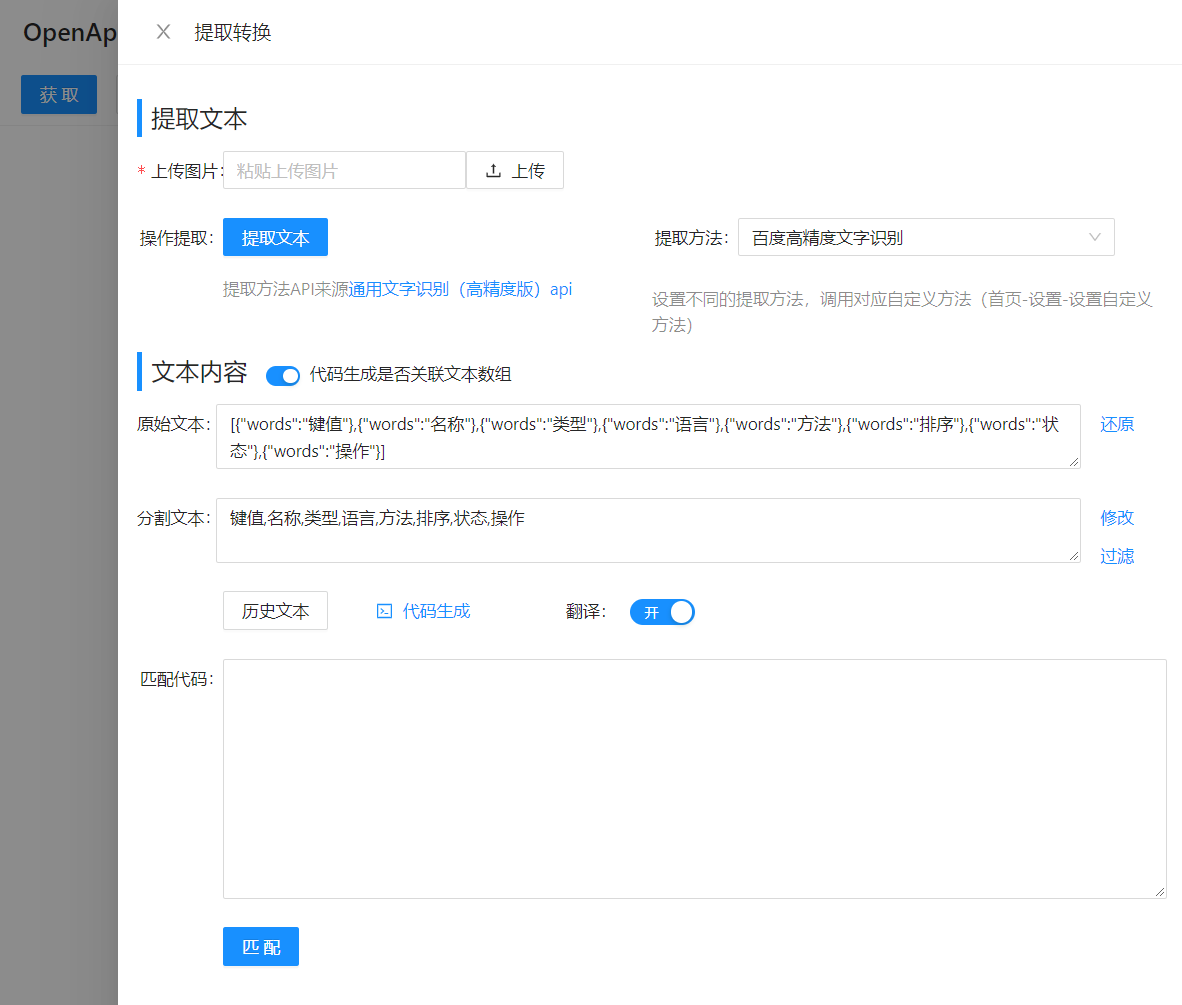 OpenAp
提取转换
获 取
提取文本
* 上传图片:
粘贴上传图片
上传
操作提取:
提取文本
提取方法:
百度高精度文字识别
提取方法API来源通用文字识别（高精度版）api
设置不同的提取方法，调用对应自定义方法（首页-设置-设置自定义
方法）
文本内容
代码生成是否关联文本数组
原始文本:
[{"words":"键值"},{"words":"名称"},{"words":"类型"},{"words":"语言"},{"words":"方法"},{"words":"排序"},{"words":"状
态"},{"words":"操作"}]
还原
分割文本:
键值,名称,类型,语言,方法,排序,状态,操作
修改
过滤
历史文本
代码生成
翻译:
开
匹配代码:
匹 配